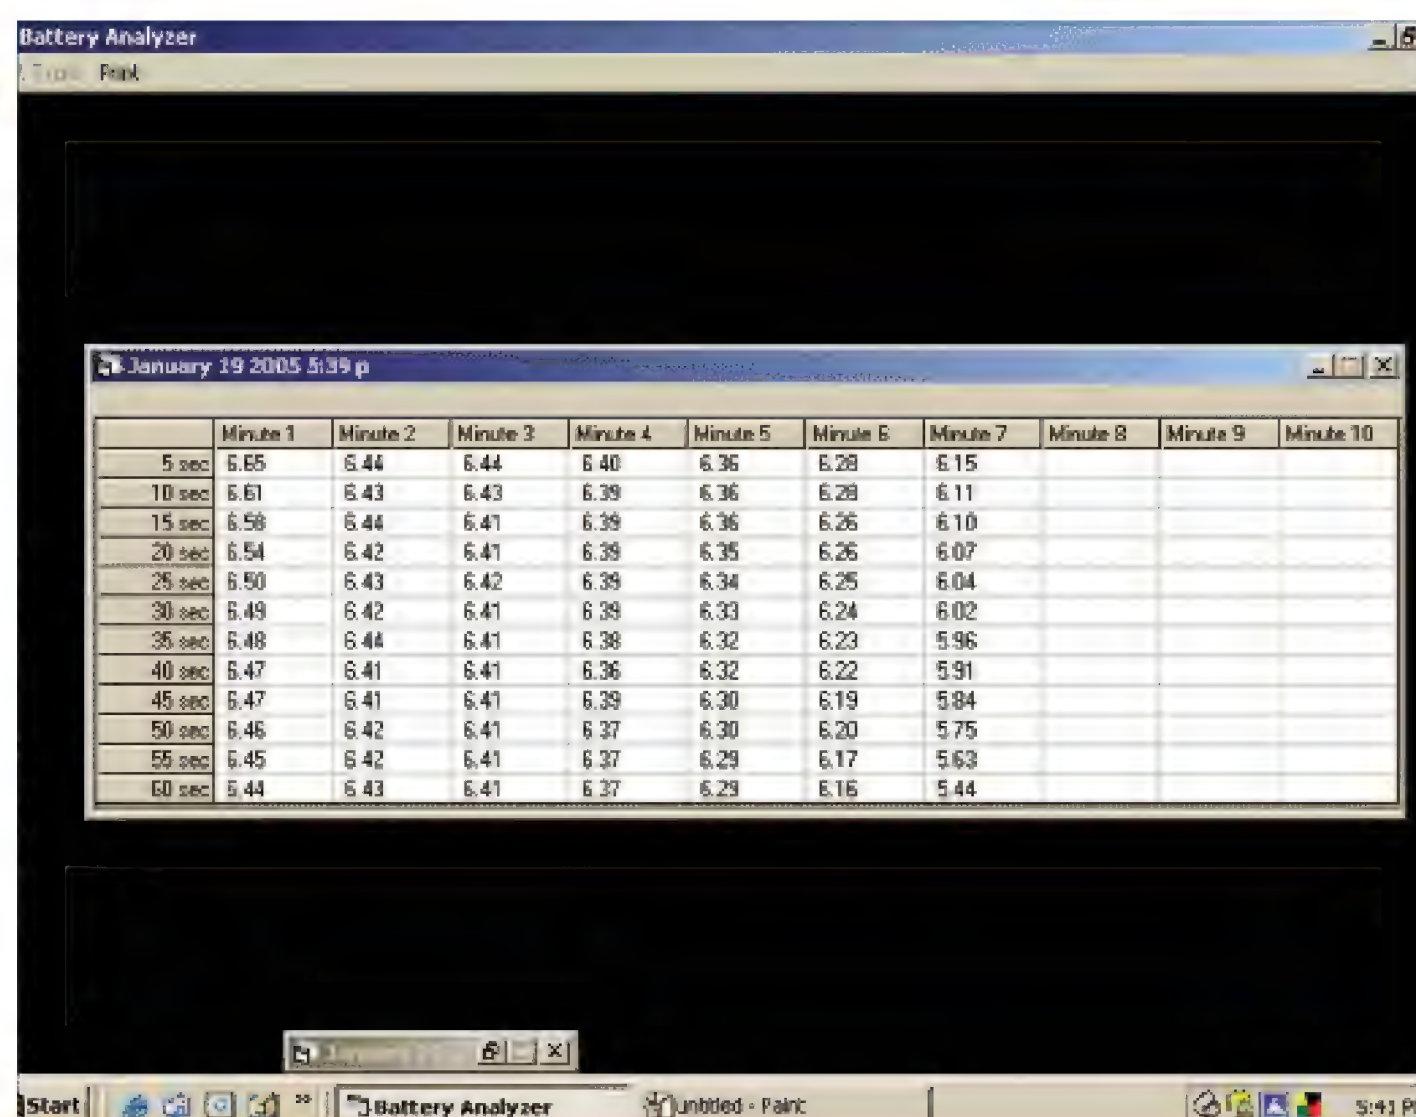 Battery Analyzer
Print
January 19 2005 5:39 p
Minute 1 Minute 2 Minute 3 Minute 4 Minute 5 Minute 6 Minute 7 Minute 8 Minute 9 Minute 10
5 sec 6.65 6.44 6.44 6.40 6.36 6.28 6.15
10 sec 6.61 6.43 6.43 6.39 6.36 6.28 6.11
15 sec 6.58 6.44 6.41 6.39 6.36 6.26 6.10
20 sec 6.54 6.42 6.41 6.39 6.35 6.26 6.07
25 sec 6.50 6.43 6.42 6.39 6.34 6.25 6.04
30 sec 6.49 6.42 6.41 6.39 6.33 6.24 6.02
35 sec 6.48 6.44 6.41 6.38 6.32 6.23 5.96
40 sec 6.47 6.41 6.41 6.36 6.32 6.22 5.91
45 sec 6.47 6.41 6.41 6.39 6.30 6.19 5.84
50 sec 6.46 6.42 6.41 6.37 6.30 6.20 5.75
55 sec 6.45 6.42 6.41 6.37 6.29 6.17 5.63
60 sec 6.44 6.43 6.41 6.37 6.29 6.16 5.44
Start Battery Analyzer untitled - Paint 5:41 P